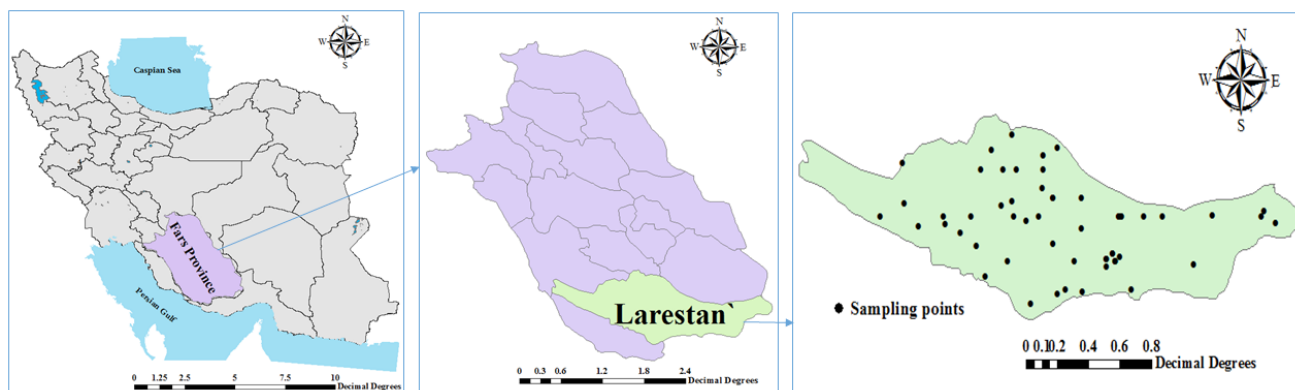 N
W E
S
Caspian Sea
Fars Province
Persian Gulf
0 1.25 2.5 5 7.5 10
Decimal Degrees
N
W E
S
Larestan`
0 0.3 0.6 1.2 1.8 2.4
Decimal Degrees
N
W E
S
Sampling points
0 0.1 0.2 0.4 0.6 0.8
Decimal Degrees